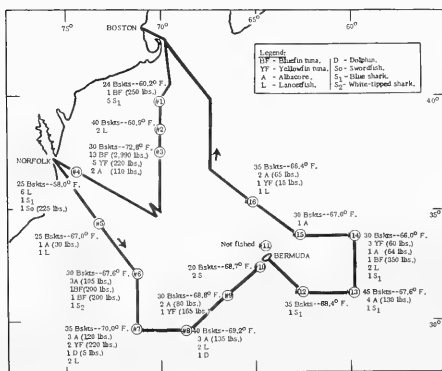 75°
70°
65°
60°
BOSTON
Legend:
BF - Bluefin tuna,
YF - Yellowfin tuna,
A - Albacore,
L - Lancetfish,
D - Dolphin,
So - Swordfish,
S₁ - Blue shark,
S₂ - White-tipped shark.
24 Bskts--60.2° F.
1 BF (250 lbs.)
5 S₁
#1
40°
40 Bskts--60.9° F.
2 L
#2
30 Bskts--72.8° F.
13 BF (2,990 lbs.)
5 YF (220 lbs.)
2 A (110 lbs.)
#3
NORFOLK
#4
25 Bskts--58.0° F.
6 L
1 S₁
1 So (225 lbs.)
35 Bskts--66.4° F.
2 A (65 lbs.)
1 YF (15 lbs.)
1 L
16
35°
#5
25 Bskts--67.0° F.
1 A (30 lbs.)
1 L
30 Bskts--67.0° F.
1 A
15
14
30 Bskts--66.0° F.
3 YF (60 lbs.)
1 A (64 lbs.)
1 BF (350 lbs.)
2 L
1 S₁
Not fished
11
BERMUDA
#6
30 Bskts--67.6° F.
3A (105 lbs.)
1BF (200 lbs.)
1 BF (200 lbs.)
1 S₂
20 Bskts--68.7° F.
2 S
10
30 Bskts--68.8° F.
2 A (80 lbs.)
1 YF (165 lbs.)
#9
12
35 Bskts--68.4° F.
1 S₁
13
45 Bskts--67.6° F.
4 A (130 lbs.)
1 S₁
30°
#7
35 Bskts--70.0° F.
3 A (120 lbs.)
2 YF (220 lbs.)
1 D (5 lbs.)
2 L
#8
40 Bskts--69.2° F.
3 A (135 lbs.)
2 L
1 D